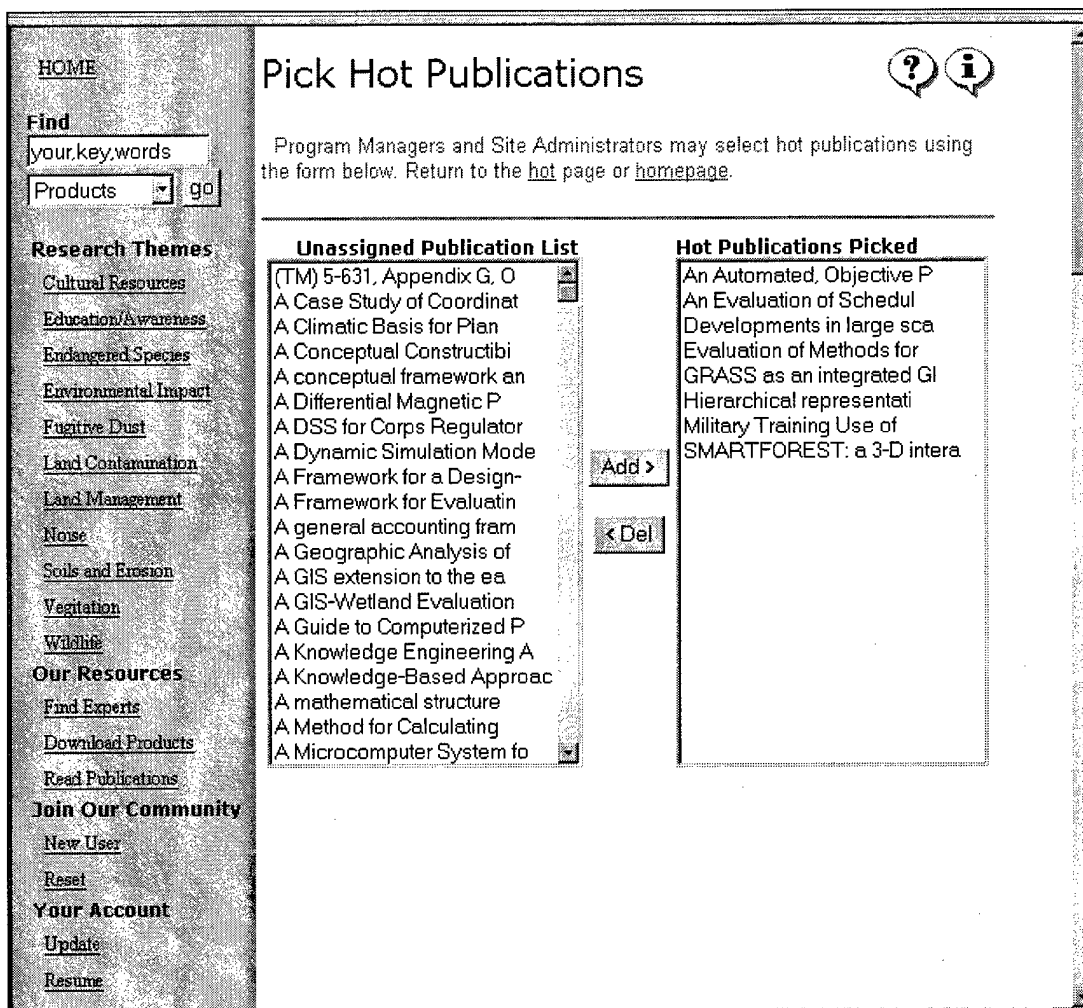 HOME
Find
your,key,words
Products go
Research Themes
Cultural Resources
Education/Awareness
Endangered Species
Environmental Impact
Fugitive Dust
Land Contamination
Land Management
Noise
Soils and Erosion
Vegitation
Wildlife
Our Resources
Find Experts
Download Products
Read Publications
Join Our Community
New User
Reset
Your Account
Update
Resume
Pick Hot Publications
? i
Program Managers and Site Administrators may select hot publications using
the form below. Return to the hot page or homepage.
Unassigned Publication List
(TM) 5-631, Appendix G, O
A Case Study of Coordinat
A Climatic Basis for Plan
A Conceptual Constructibi
A conceptual framework an
A Differential Magnetic P
A DSS for Corps Regulator
A Dynamic Simulation Mode
A Framework for a Design-
A Framework for Evaluatin
A general accounting fram
A Geographic Analysis of
A GIS extension to the ea
A GIS-Wetland Evaluation
A Guide to Computerized P
A Knowledge Engineering A
A Knowledge-Based Approac
A mathematical structure
A Method for Calculating
A Microcomputer System fo
Add >
< Del
Hot Publications Picked
An Automated, Objective P
An Evaluation of Schedul
Developments in large sca
Evaluation of Methods for
GRASS as an integrated GI
Hierarchical representati
Military Training Use of
SMARTFOREST: a 3-D intera